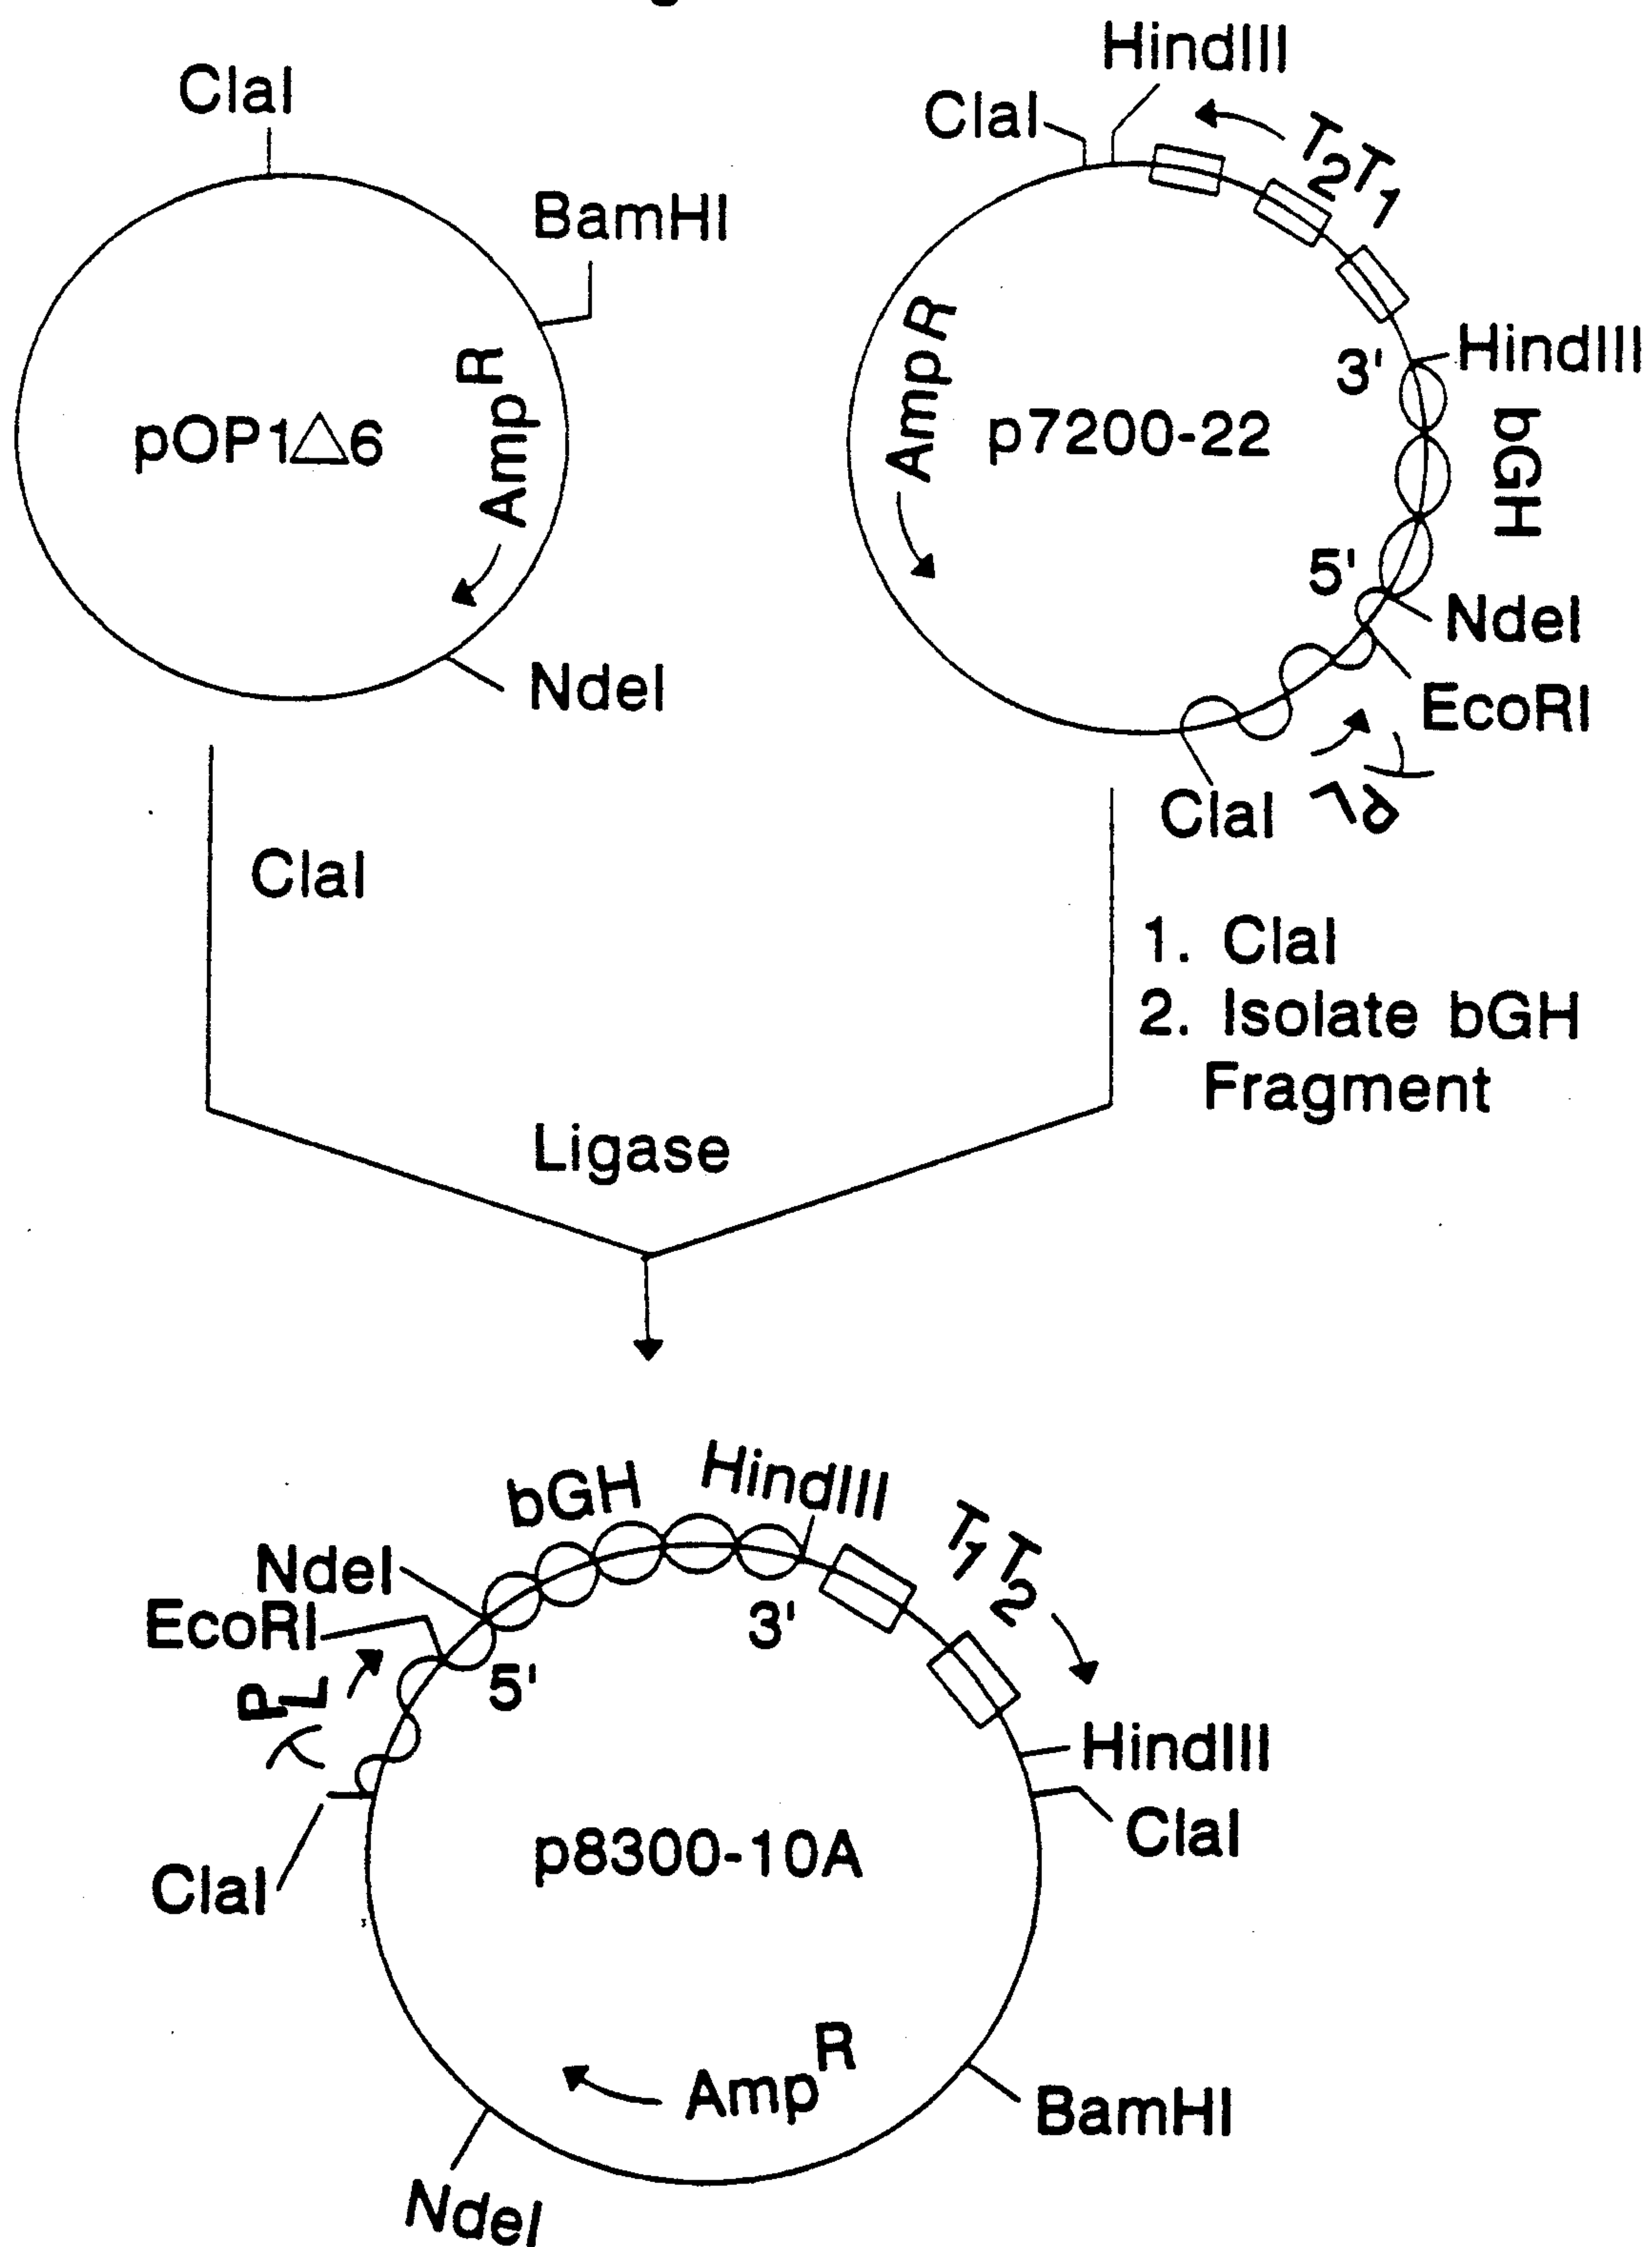 ClaI
BamHI
Amp R
pOP1△6
NdeI
HindIII
ClaI
T2T1
AmpR
p7200-22
3'
HindIII
bGH
5'
NdeI
EcoRI
λPL
ClaI
ClaI
1. ClaI
2. Isolate bGH
Fragment
Ligase
bGH
HindIII
T1T2
NdeI
EcoRI
3'
5'
λPL
HindIII
ClaI
ClaI
p8300-10A
AmpR
BamHI
NdeI